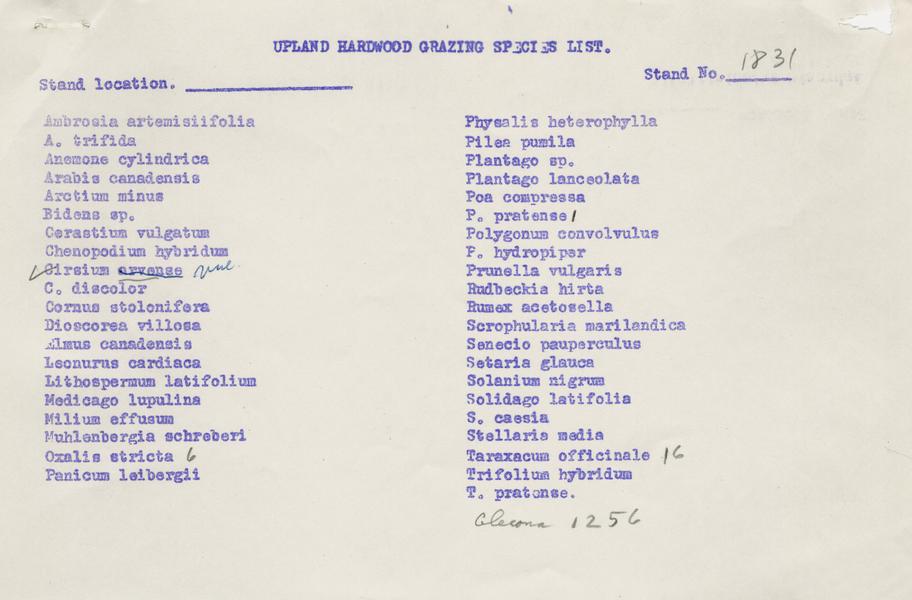 UPLAND HARDWOOD GRAZING SPECIES LIST.
Stand No. 1831
Stand location.
Ambrosia artemisiifolia
A. trifida
Anemone cylindrica
Arabis canadensis
Arctium minus
Bidens sp.
Cerastium vulgatum
Chenopodium hybridum
✓Cirsium arvense vul.
C. discolor
Cornus stolonifera
Dioscorea villosa
Elmus canadensis
Leonurus cardiaca
Lithospermum latifolium
Medicago lupulina
Milium effusum
Muhlenbergia schreberi
Oxalis stricta 6
Panicum leibergii
Physalis heterophylla
Pilea pumila
Plantago sp.
Plantago lanceolata
Poa compressa
P. pratense 1
Polygonum convolvulus
P. hydropiper
Prunella vulgaris
Rudbeckia hirta
Rumex acetosella
Scrophularia marilandica
Senecio pauperculus
Setaria glauca
Solanium nigrum
Solidago latifolia
S. caesia
Stellaria media
Taraxacum officinale 16
Trifolium hybridum
T. pratense.
1256